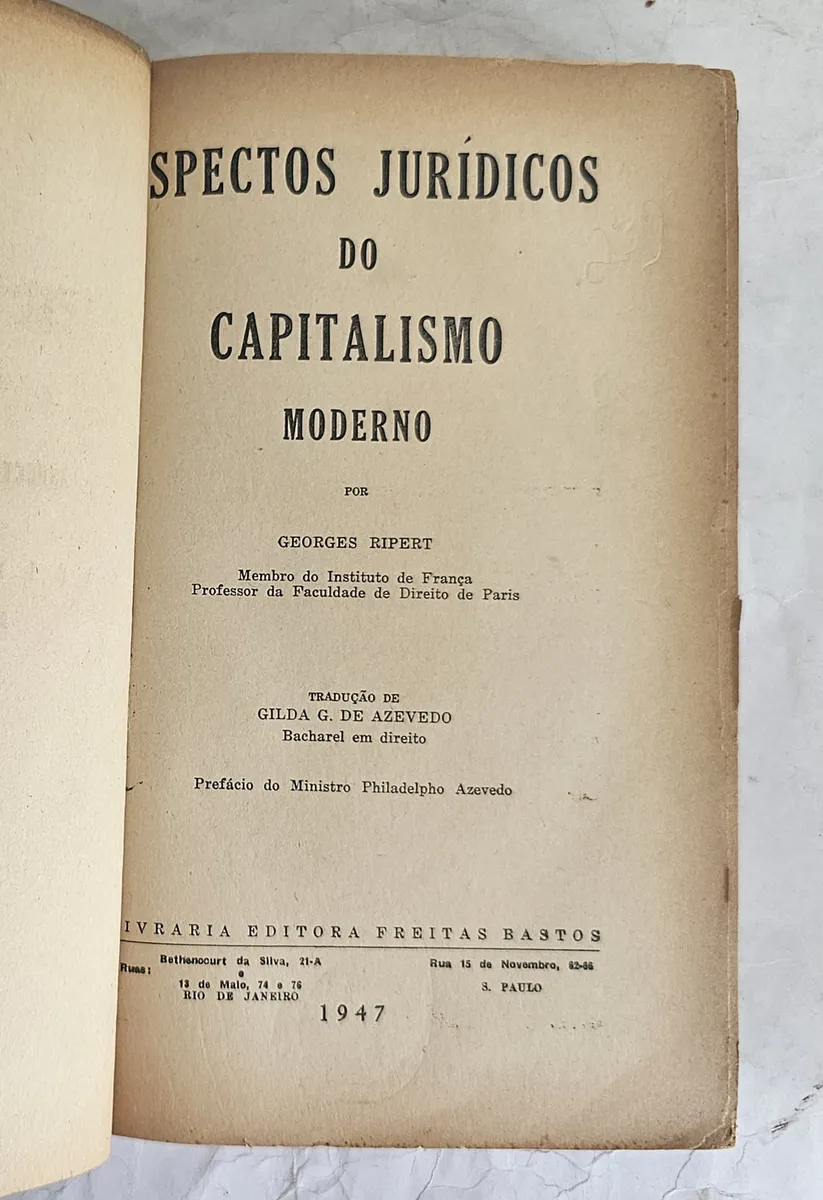 SPECTOS JURÍDICOS
DO
CAPITALISMO
MODERNO
POR
GEORGES RIPERT
Membro do Instituto de França
Professor da Faculdade de Direito de Paris
TRADUÇÃO DE
GILDA G. DE AZEVEDO
Bacharel em direito
Prefácio do Ministro Philadelpho Azevedo
IVRARIA EDITORA FREITAS BASTOS
Ruas: Bethencourt da Silva, 21-A
e
13 de Maio, 74 e 76
RIO DE JANEIRO
Rua 15 de Novembro, 62-66
S. PAULO
1947